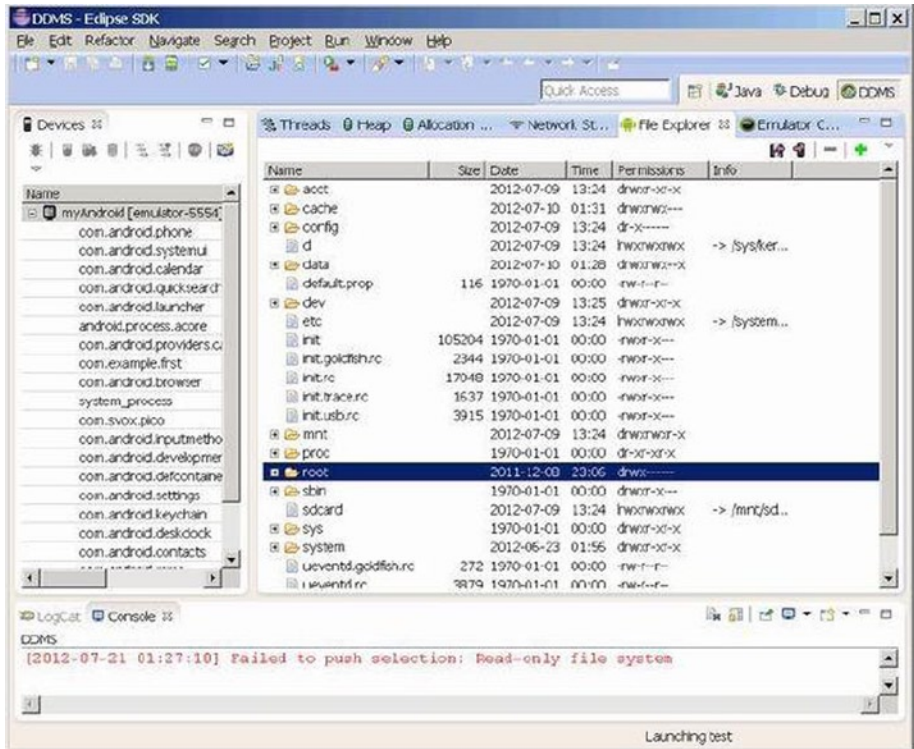 DDMS - Eclipse SDK
File Edit Refactor Navigate Search Project Run Window Help
Quick Access
Java Debug DDMS
Devices
Threads Heap Allocation ... Network St... File Explorer Emulator C...
Name
myAndroid [emulator-5554]
com.android.phone
com.android.systemui
com.android.calendar
com.android.quicksearch
com.android.launcher
android.process.acore
com.android.providers.ca
com.example.first
com.android.browser
system_process
com.svox.pico
com.android.inputmetho
com.android.developmer
com.android.defcontaine
com.android.settings
com.android.keychain
com.android.deskclock
com.android.contacts
Name Size Date Time Permissions Info
acct 2012-07-09 13:24 drwxr-xr-x
cache 2012-07-10 01:31 drwxrwx---
config 2012-07-09 13:24 dr-x------
d 2012-07-09 13:24 lrwxrwxrwx -> /sys/ker...
data 2012-07-10 01:28 drwxrwx--x
default.prop 116 1970-01-01 00:00 -rw-r--r--
dev 2012-07-09 13:25 drwxr-xr-x
etc 2012-07-09 13:24 lrwxrwxrwx -> /system...
init 105204 1970-01-01 00:00 -rwxr-x---
init.goldfish.rc 2344 1970-01-01 00:00 -rwxr-x---
init.rc 17048 1970-01-01 00:00 -rwxr-x---
init.trace.rc 1637 1970-01-01 00:00 -rwxr-x---
init.usb.rc 3915 1970-01-01 00:00 -rwxr-x---
mnt 2012-07-09 13:24 drwxrwxr-x
proc 1970-01-01 00:00 dr-xr-xr-x
root 2011-12-08 23:06 drwx------
sbin 1970-01-01 00:00 drwxr-x---
sdcard 2012-07-09 13:24 lrwxrwxrwx -> /mnt/sd...
sys 1970-01-01 00:00 drwxr-xr-x
system 2012-06-23 01:56 drwxr-xr-x
ueventd.goldfish.rc 272 1970-01-01 00:00 -rw-r--r--
ueventd.rc 3879 1970-01-01 00:00 -rw-r--r--
LogCat Console
DDMS
[2012-07-21 01:27:10] Failed to push selection: Read-only file system
Launching test